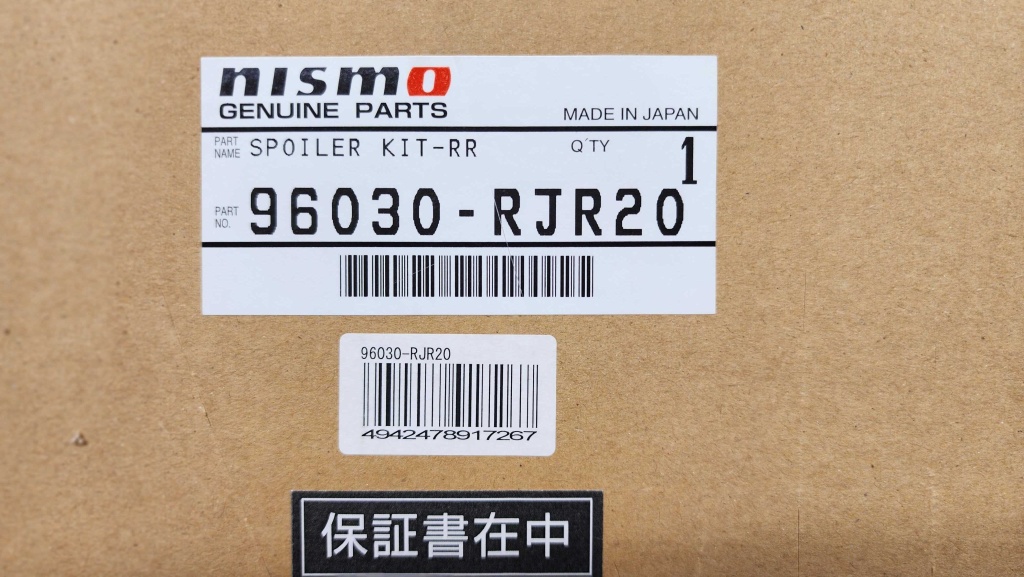 nismo
GENUINE PARTS
MADE IN JAPAN
PART NAME SPOILER KIT-RR Q'TY 1
PART NO. 96030-RJR20
96030-RJR20
4942478917267
保証書在中